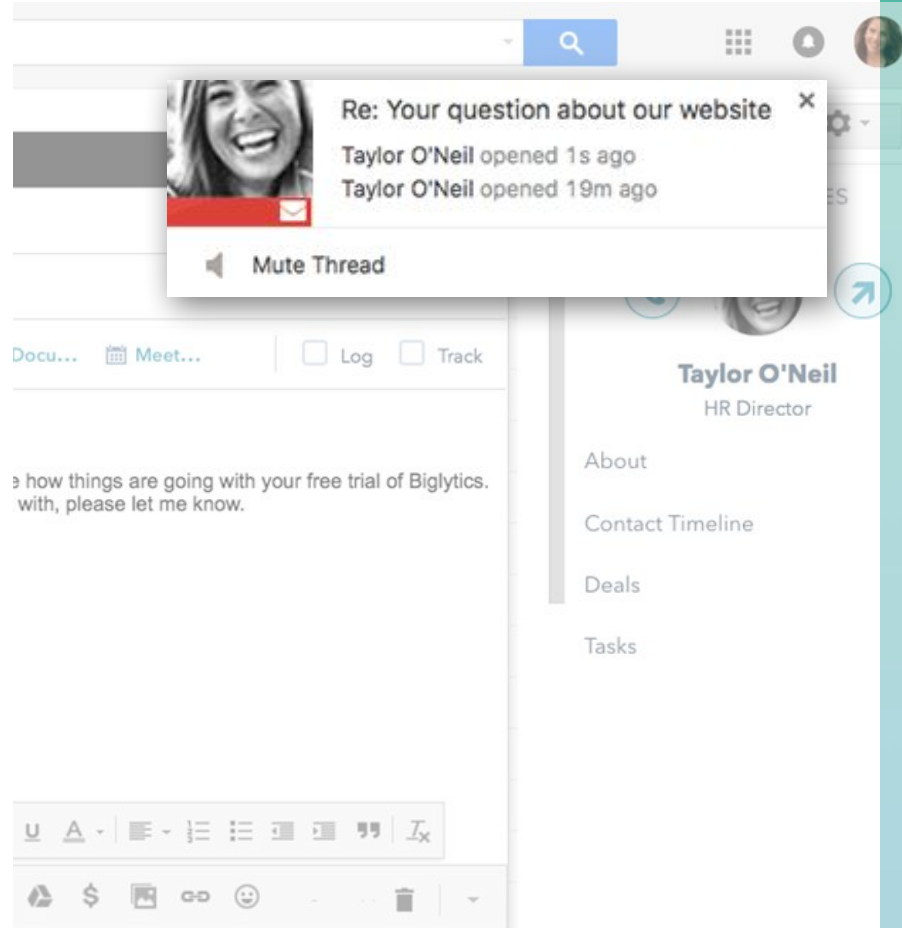 Re: Your question about our website
Taylor O'Neil opened 1s ago
Taylor O'Neil opened 19m ago
Mute Thread
ES
Docu...
Meet...
Log
Track
Taylor O'Neil
HR Director
e how things are going with your free trial of Biglytics.
with, please let me know.
About
Contact Timeline
Deals
Tasks